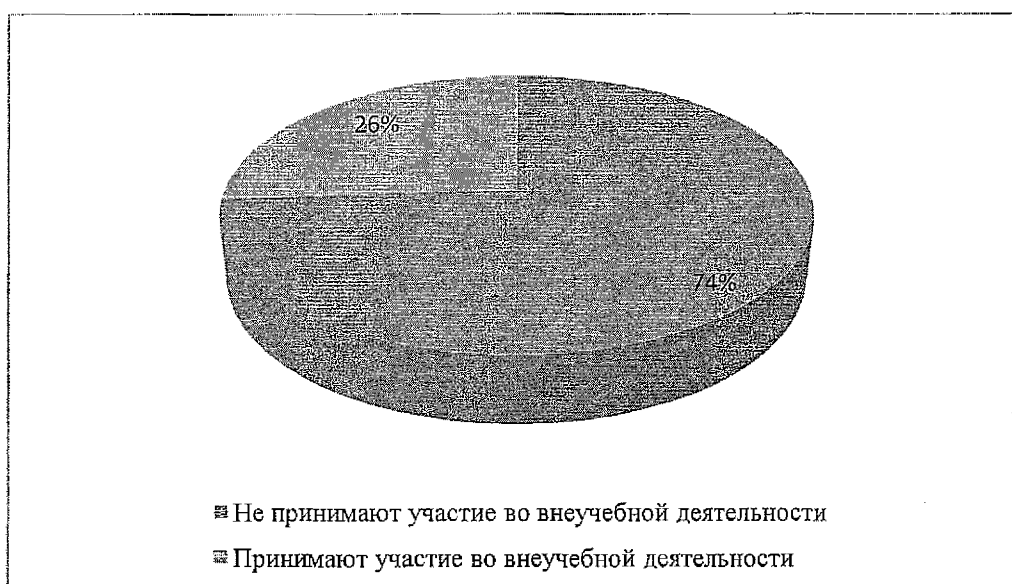 26%
74%
Не принимают участие во внеучебной деятельности
Принимают участие во внеучебной деятельности